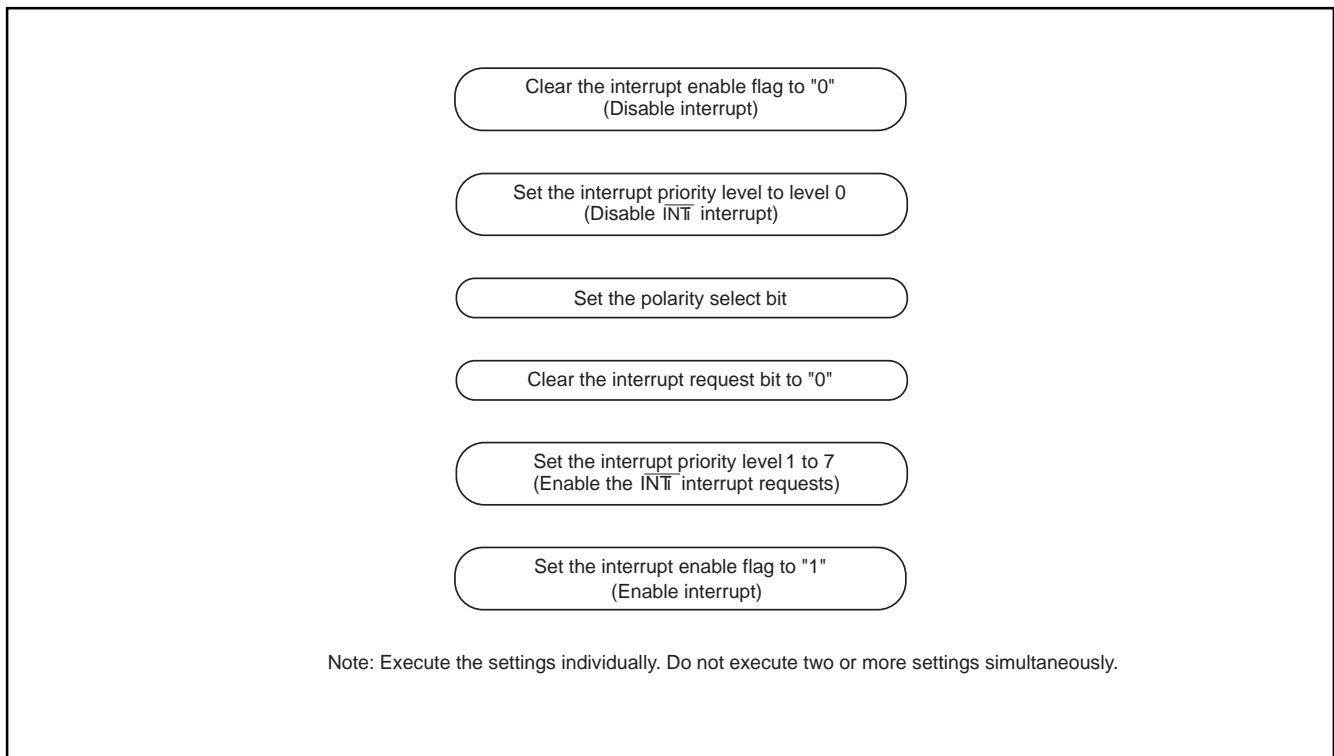 Clear the interrupt enable flag to "0"
(Disable interrupt)
Set the interrupt priority level to level 0
(Disable INTi interrupt)
Set the polarity select bit
Clear the interrupt request bit to "0"
Set the interrupt priority level 1 to 7
(Enable the INTi interrupt requests)
Set the interrupt enable flag to "1"
(Enable interrupt)
Note: Execute the settings individually. Do not execute two or more settings simultaneously.